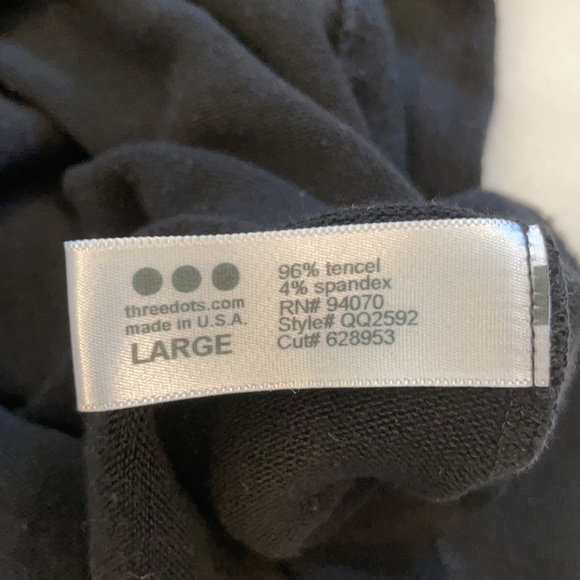 threedots.com
made in U.S.A.
LARGE
96% tencel
4% spandex
RN# 94070
Style# QQ2592
Cut# 628953